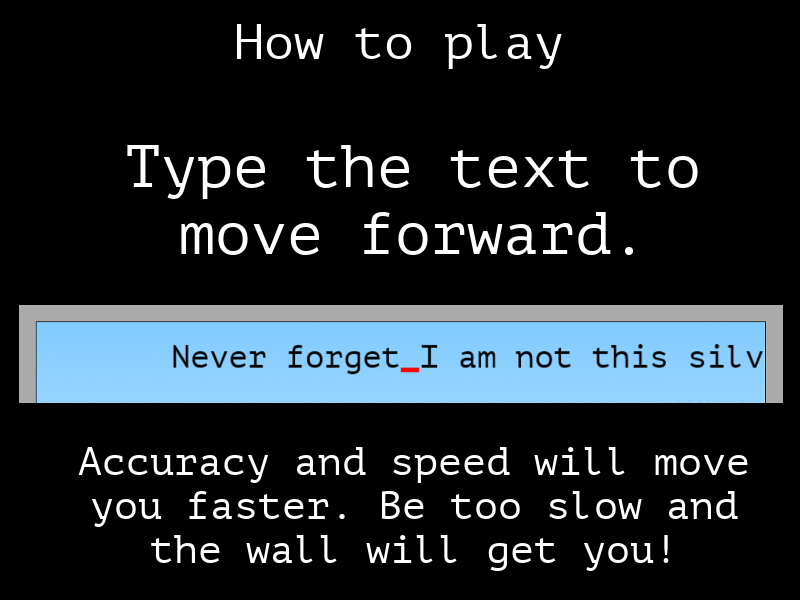 How to play
Type the text to
move forward.
Never forget_I am not this silv
Accuracy and speed will move
you faster. Be too slow and
the wall will get you!